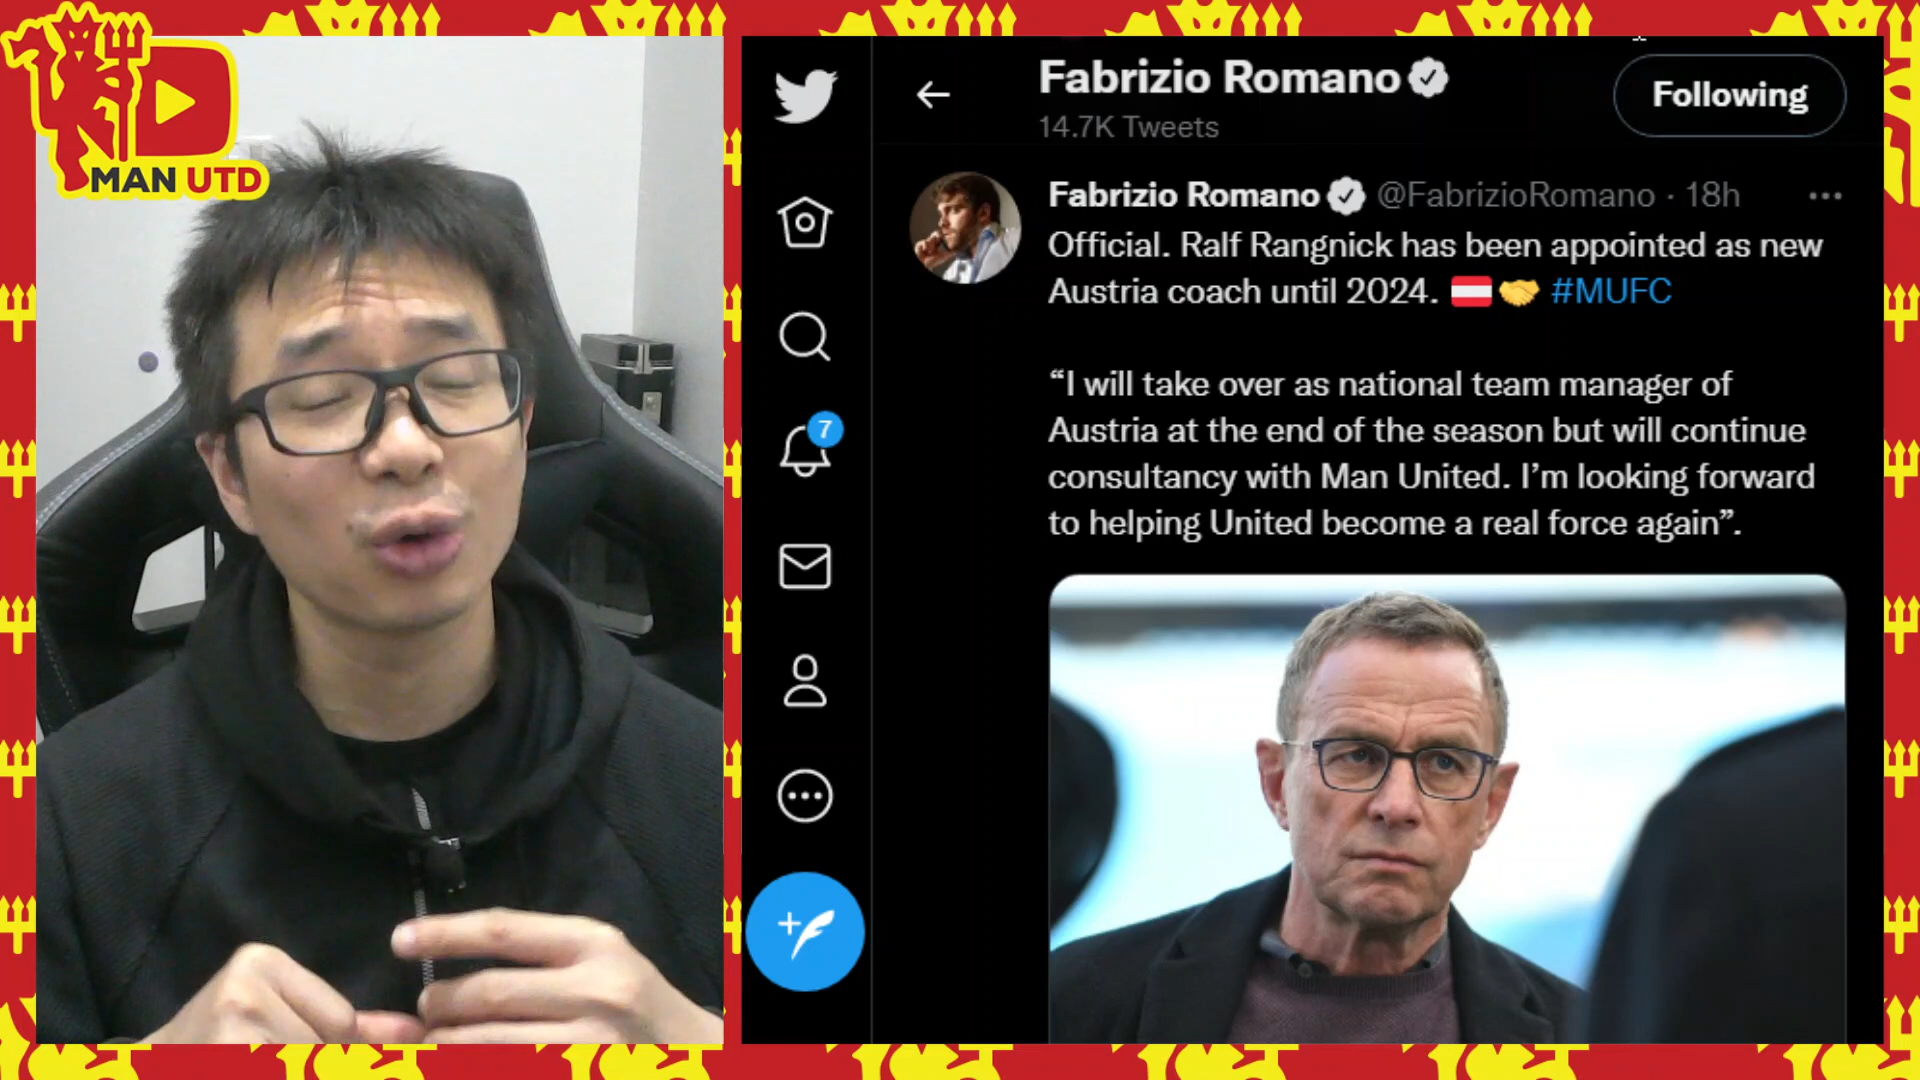 MAN UTD
Fabrizio Romano
14.7K Tweets
Following
Fabrizio Romano @FabrizioRomano · 18h
Official. Ralf Rangnick has been appointed as new
Austria coach until 2024. 🇦🇹🤝 #MUFC
“I will take over as national team manager of
Austria at the end of the season but will continue
consultancy with Man United. I’m looking forward
to helping United become a real force again”.
7